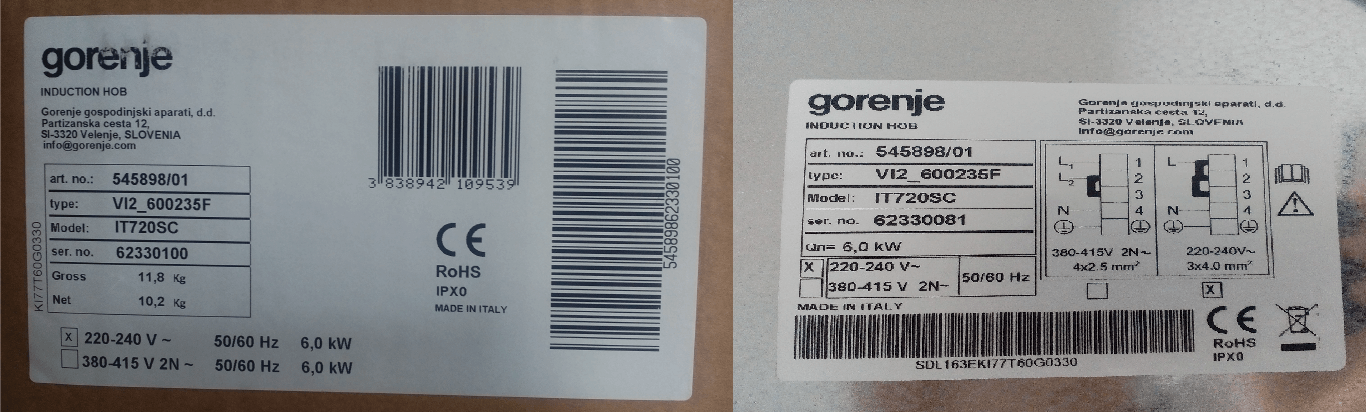 gorenje
INDUCTION HOB
Gorenje gospodinjski aparati, d.d.
Partizanska cesta 12,
SI-3320 Velenje, SLOVENIA
info@gorenje.com
art. no.: 545898/01
type: VI2_600235F
Model: IT720SC
ser. no. 62330100
Gross 11,8 Kg
Net 10,2 Kg
KI77T60G0330
X 220-240 V ~ 50/60 Hz 6,0 kW
380-415 V 2N ~ 50/60 Hz 6,0 kW
3 838942 109539
CE
RoHS
IPX0
MADE IN ITALY
54589862330100
gorenje
INDUCTION HOB
Gorenje gospodinjski aparati, d.d.
Partizanska cesta 12,
SI-3320 Velenje, SLOVENIA
info@gorenje.com
art. no.: 545898/01
type: VI2_600235F
Model: IT720SC
ser. no. 62330081
Qn= 6,0 kW
X 220-240 V~
380-415 V 2N~
50/60 Hz
L1 1
L2 2
3
N 4
380-415V 2N~
4x2.5 mm²
L 1
2
3
N 4
220-240V~
3x4.0 mm²
X
MADE IN ITALY
SDL163EKI77T60G0330
CE
RoHS
IPX0